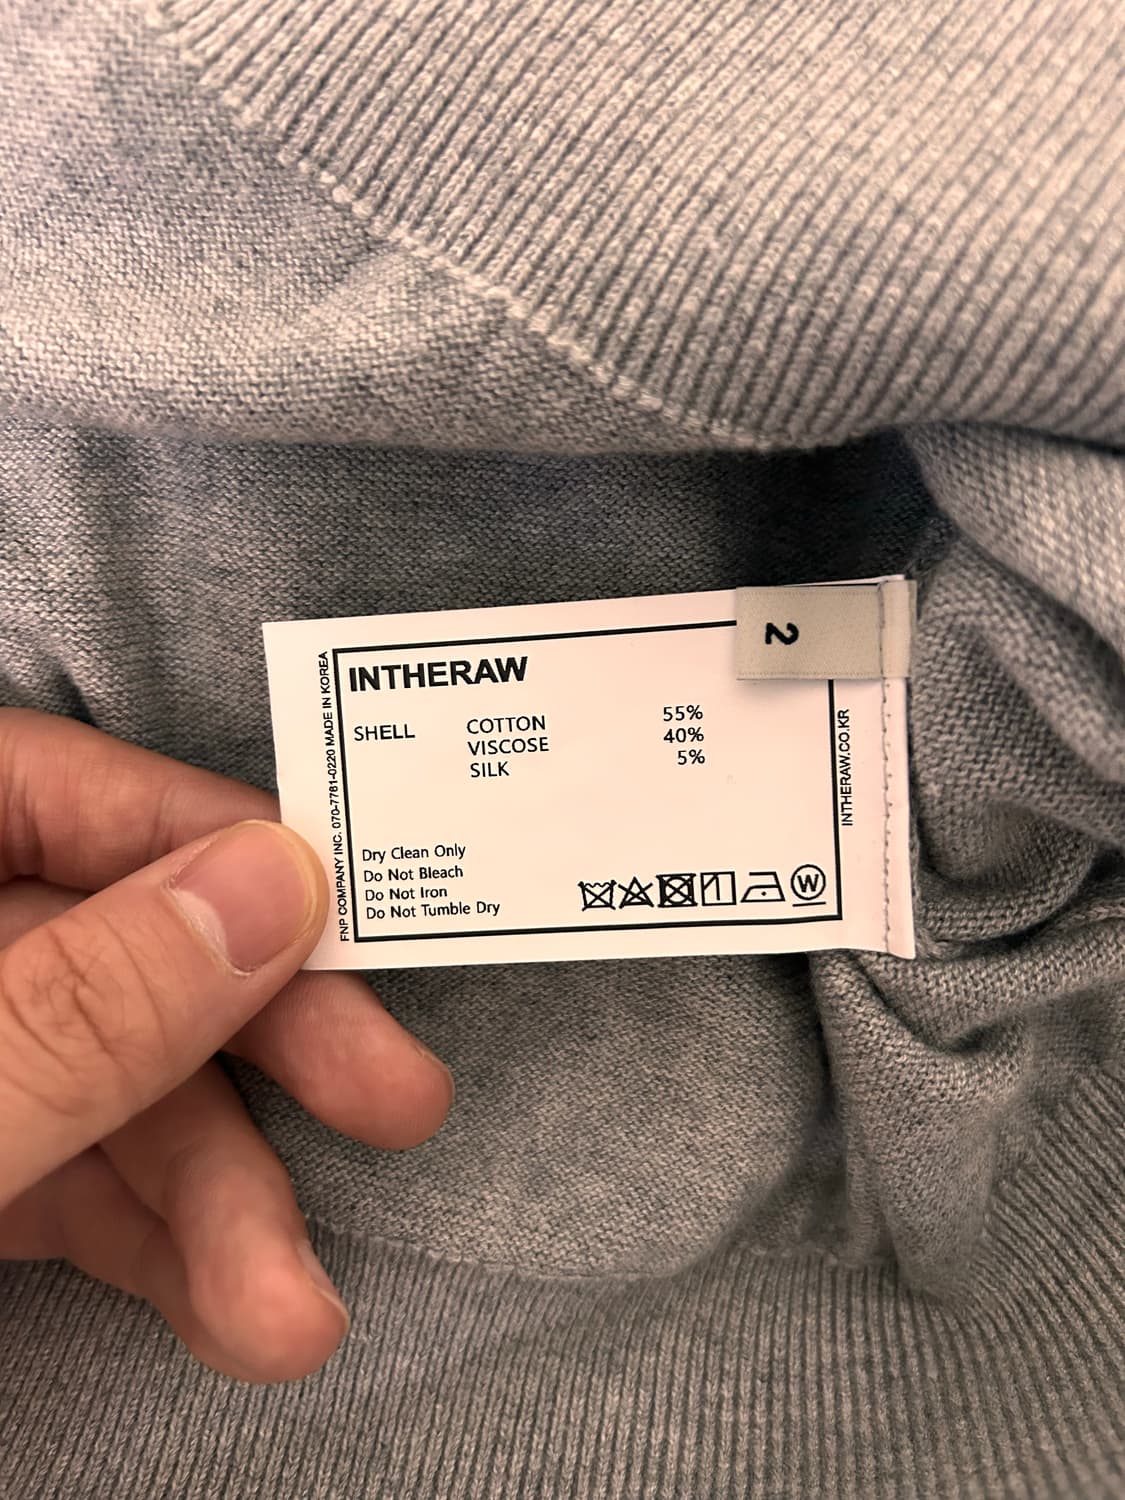 2
INTHERAW
SHELL COTTON 55%
VISCOSE 40%
SILK 5%
Dry Clean Only
Do Not Bleach
Do Not Iron
Do Not Tumble Dry
W
FNP COMPANY INC. 070-7781-0220 MADE IN KOREA
INTHERAW.CO.KR